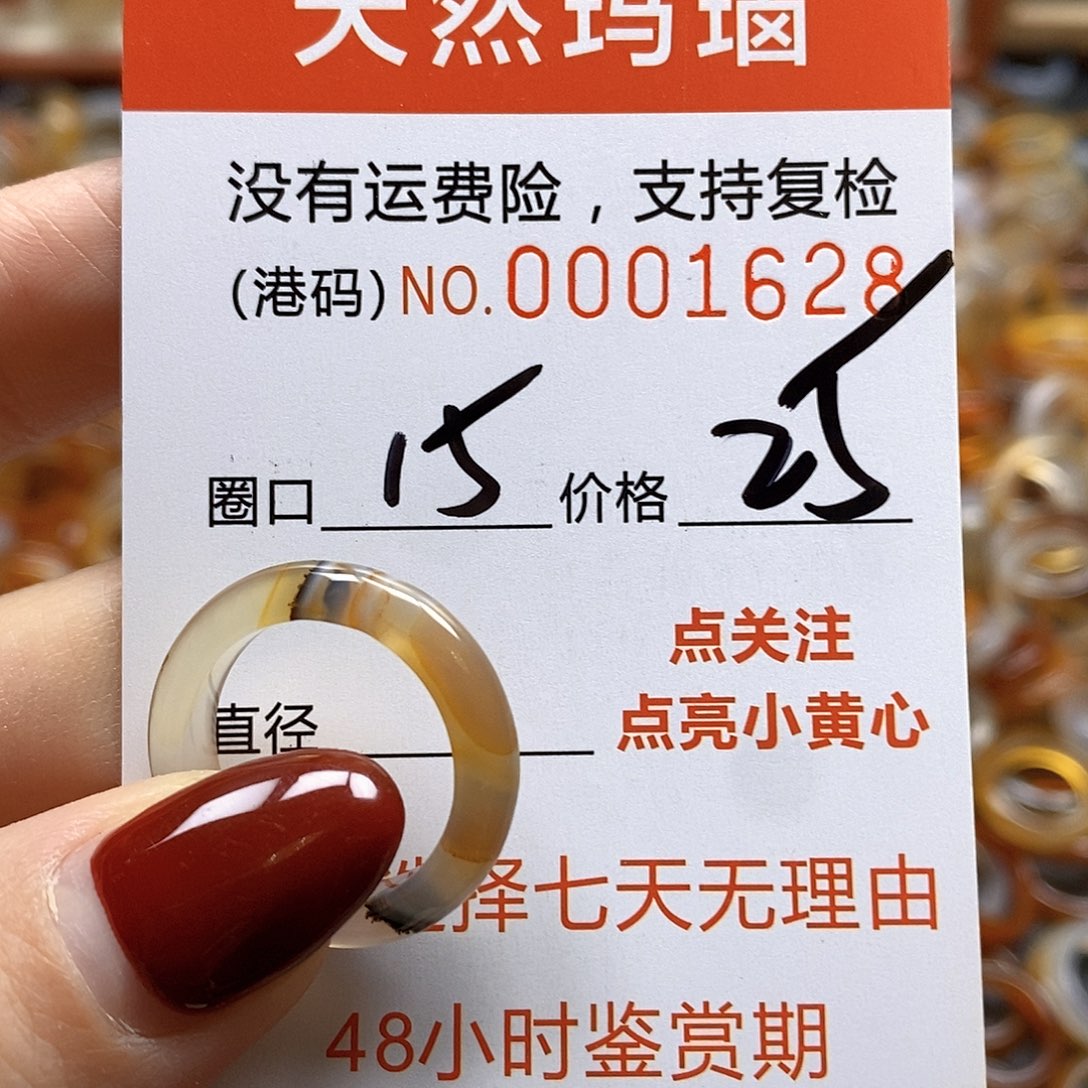 天然玛瑙
没有运费险，支持复检
(港码) NO. 0001628
圈口 15 价格 25
直径
点关注
点亮小黄心
选择七天无理由
48小时鉴赏期